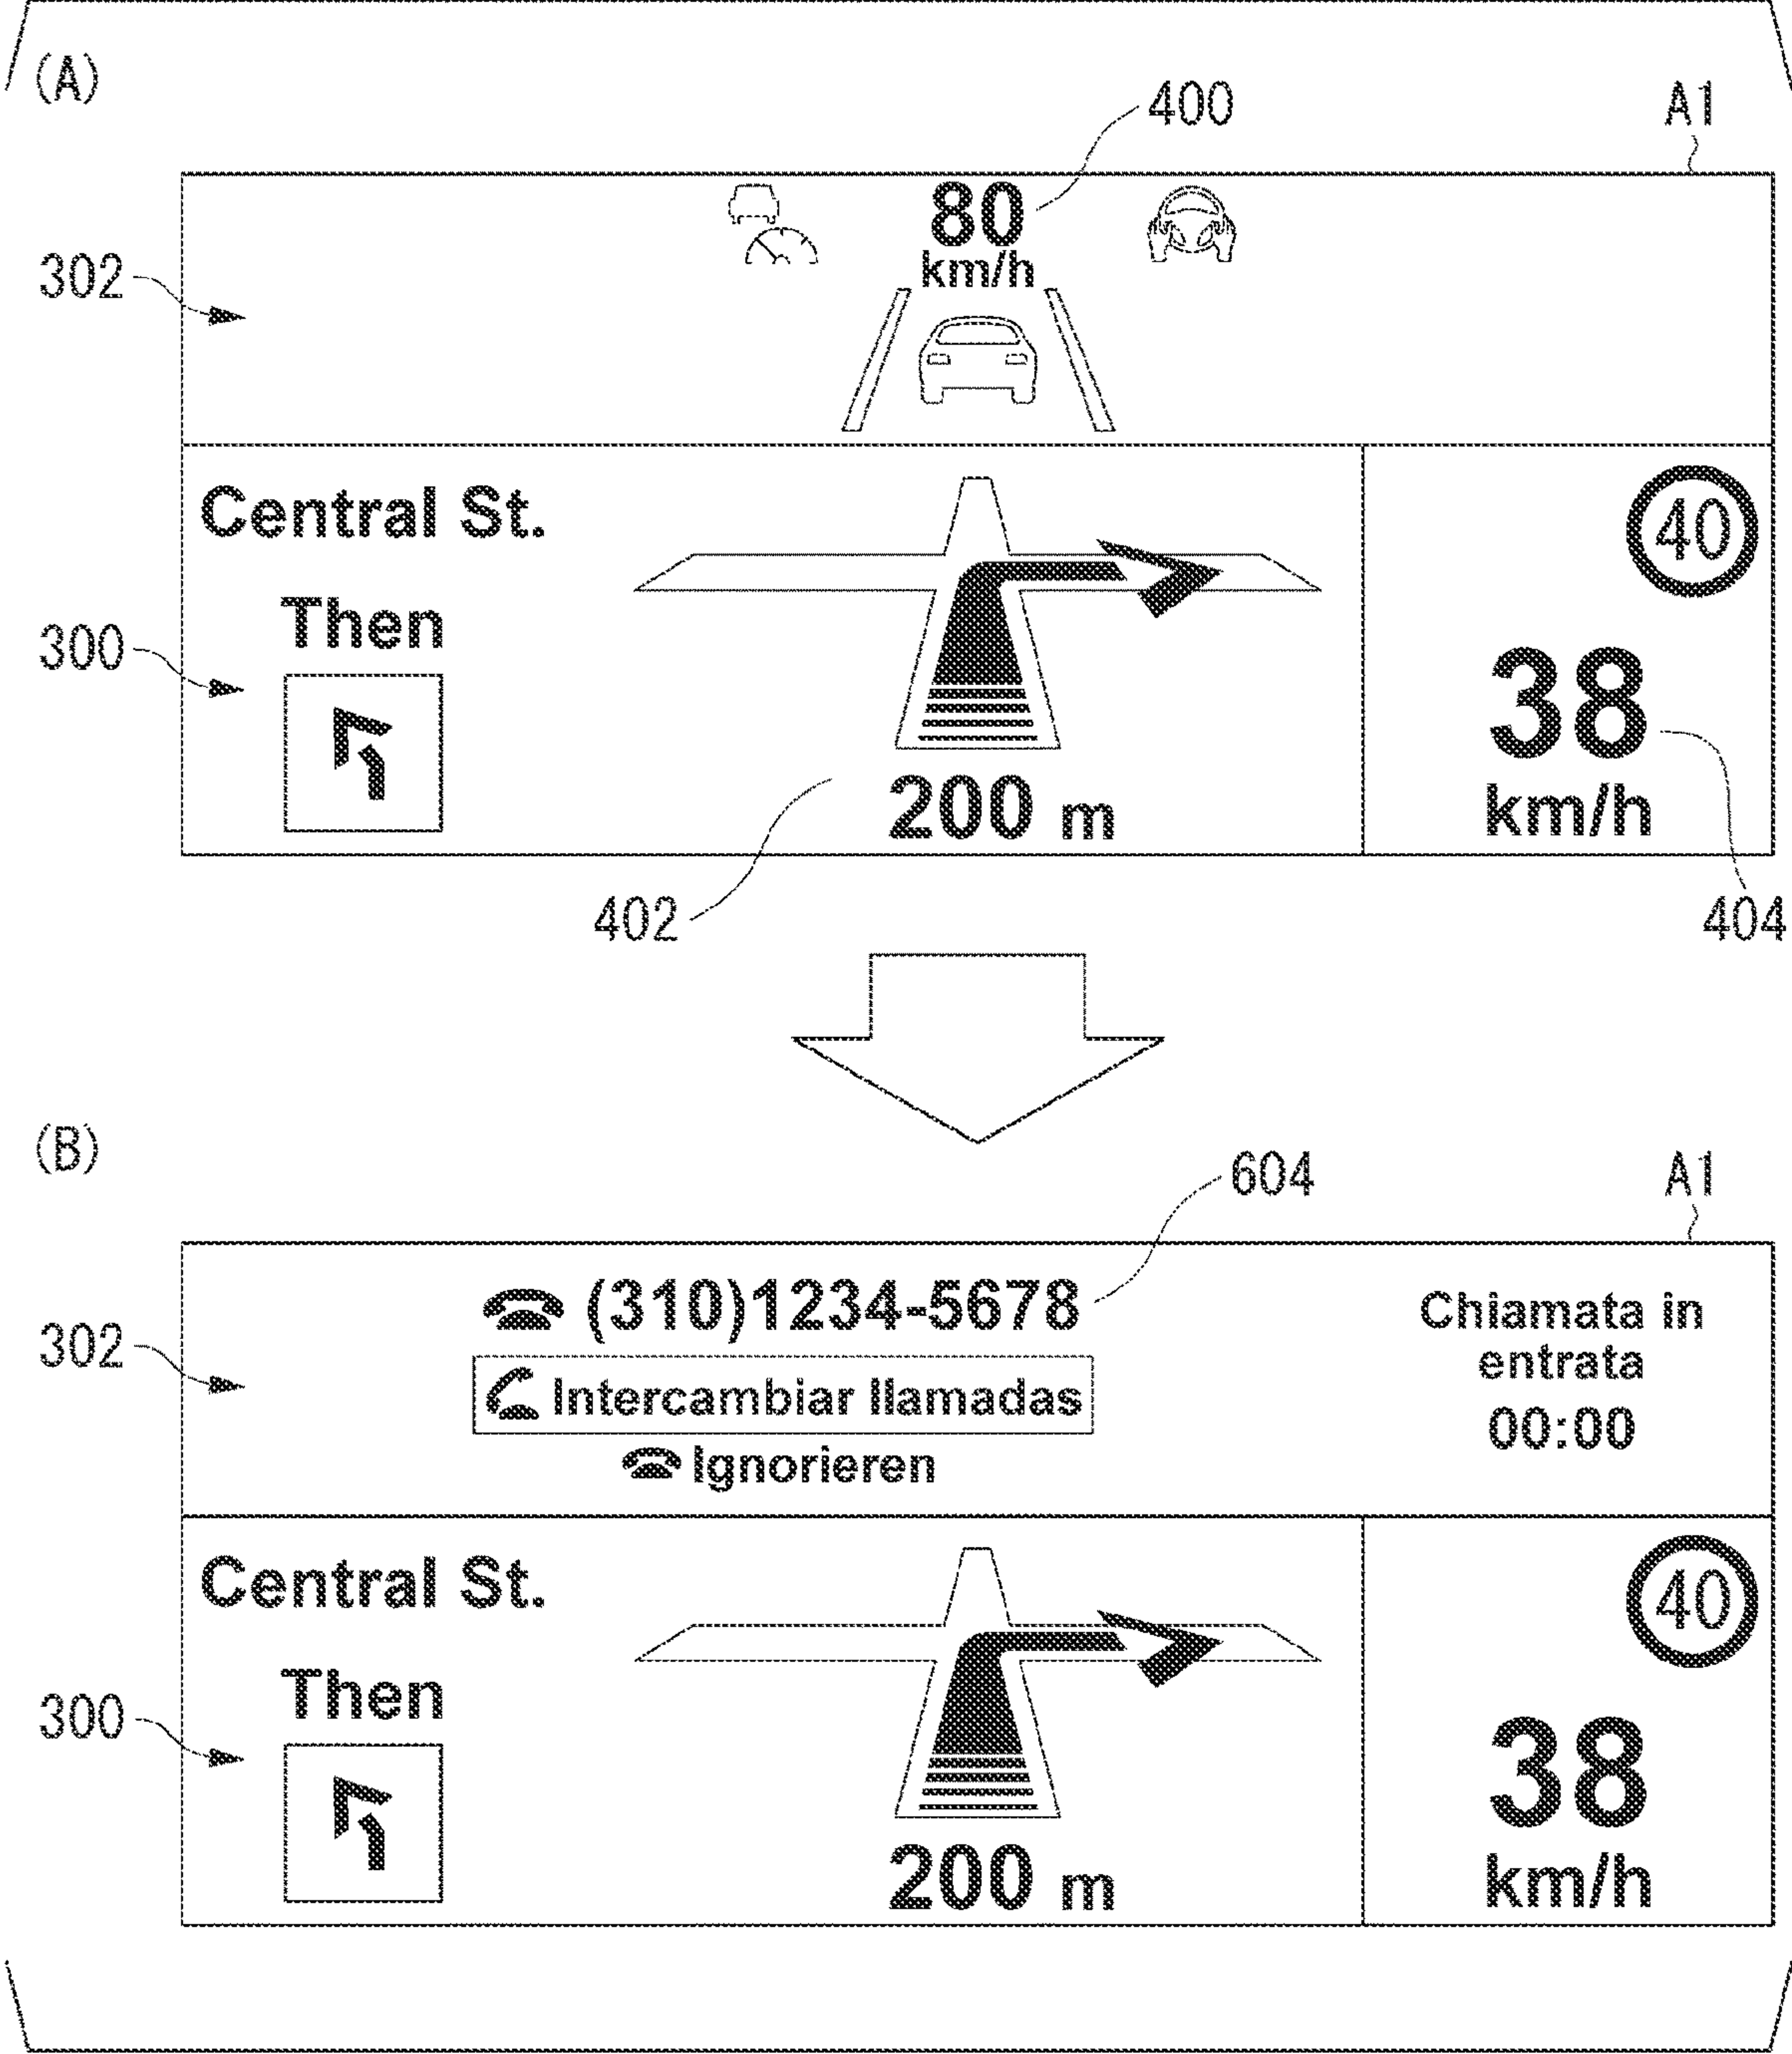 (A)
400
A1
80
km/h
302
Central St.
40
Then
300
38
km/h
200 m
402
404
(B)
604
A1
(310)1234-5678
Chiamata in
entrata
00:00
302
Intercambiar llamadas
Ignorieren
Central St.
40
Then
300
38
km/h
200 m